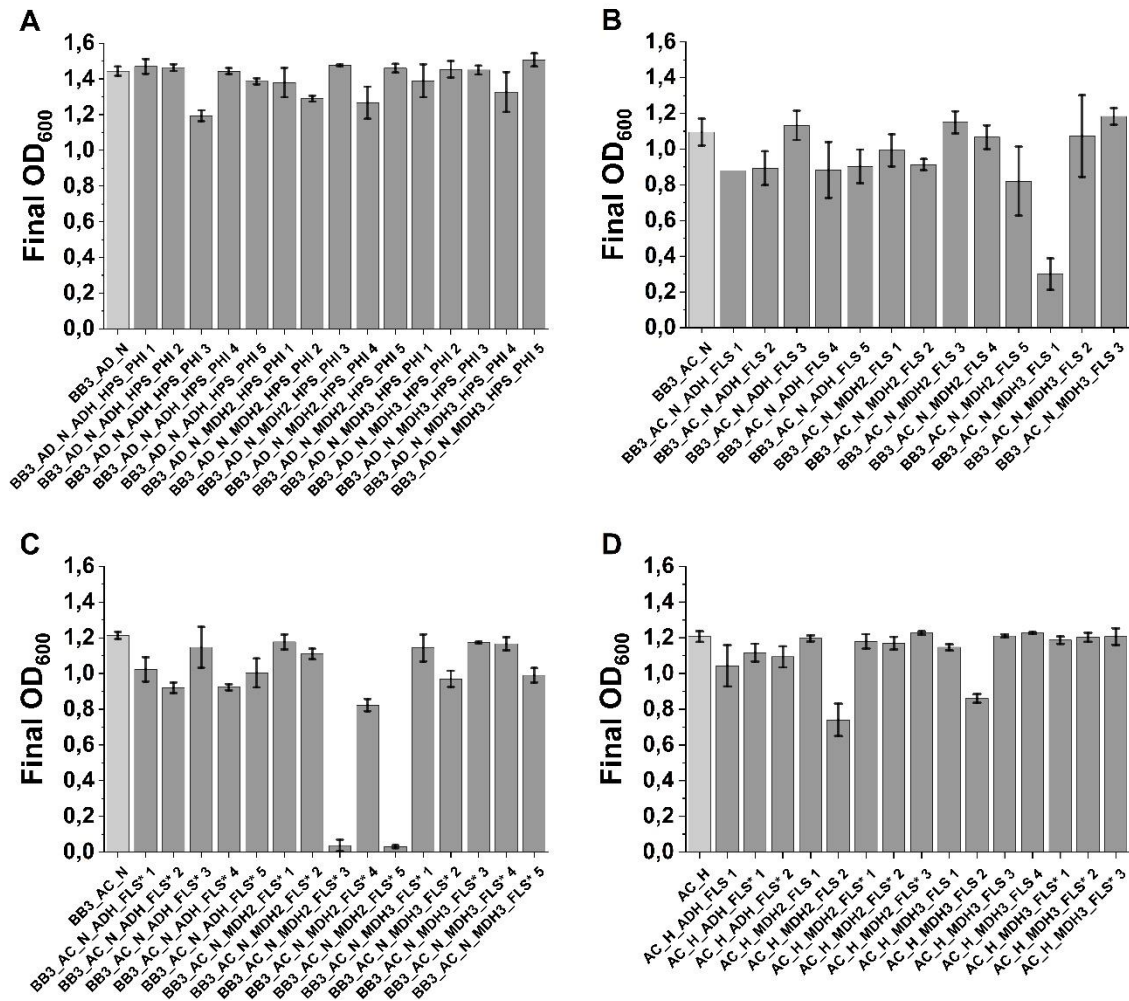 A
Final OD600
1,6
1,4
1,2
1,0
0,8
0,6
0,4
0,2
0,0
BB3_AD_N
BB3_AD_N_ADH_HPS_PHI 1
BB3_AD_N_ADH_HPS_PHI 2
BB3_AD_N_ADH_HPS_PHI 3
BB3_AD_N_ADH_HPS_PHI 4
BB3_AD_N_ADH_HPS_PHI 5
BB3_AD_N_MDH2_HPS_PHI 1
BB3_AD_N_MDH2_HPS_PHI 2
BB3_AD_N_MDH2_HPS_PHI 3
BB3_AD_N_MDH2_HPS_PHI 4
BB3_AD_N_MDH2_HPS_PHI 5
BB3_AD_N_MDH3_HPS_PHI 1
BB3_AD_N_MDH3_HPS_PHI 2
BB3_AD_N_MDH3_HPS_PHI 3
BB3_AD_N_MDH3_HPS_PHI 4
BB3_AD_N_MDH3_HPS_PHI 5
B
Final OD600
1,6
1,4
1,2
1,0
0,8
0,6
0,4
0,2
0,0
BB3_AC_N
BB3_AC_N_ADH_FLS 1
BB3_AC_N_ADH_FLS 2
BB3_AC_N_ADH_FLS 3
BB3_AC_N_ADH_FLS 4
BB3_AC_N_ADH_FLS 5
BB3_AC_N_MDH2_FLS 1
BB3_AC_N_MDH2_FLS 2
BB3_AC_N_MDH2_FLS 3
BB3_AC_N_MDH2_FLS 4
BB3_AC_N_MDH2_FLS 5
BB3_AC_N_MDH3_FLS 1
BB3_AC_N_MDH3_FLS 2
BB3_AC_N_MDH3_FLS 3
C
Final OD600
1,6
1,4
1,2
1,0
0,8
0,6
0,4
0,2
0,0
BB3_AC_N
BB3_AC_N_ADH_FLS* 1
BB3_AC_N_ADH_FLS* 2
BB3_AC_N_ADH_FLS* 3
BB3_AC_N_ADH_FLS* 4
BB3_AC_N_ADH_FLS* 5
BB3_AC_N_MDH2_FLS* 1
BB3_AC_N_MDH2_FLS* 2
BB3_AC_N_MDH2_FLS* 3
BB3_AC_N_MDH2_FLS* 4
BB3_AC_N_MDH2_FLS* 5
BB3_AC_N_MDH3_FLS* 1
BB3_AC_N_MDH3_FLS* 2
BB3_AC_N_MDH3_FLS* 3
BB3_AC_N_MDH3_FLS* 4
BB3_AC_N_MDH3_FLS* 5
D
Final OD600
1,6
1,4
1,2
1,0
0,8
0,6
0,4
0,2
0,0
AC_H
AC_H_ADH_FLS 1
AC_H_ADH_FLS* 1
AC_H_ADH_FLS* 2
AC_H_MDH2_FLS 1
AC_H_MDH2_FLS 2
AC_H_MDH2_FLS* 1
AC_H_MDH2_FLS* 2
AC_H_MDH2_FLS* 3
AC_H_MDH3_FLS 1
AC_H_MDH3_FLS 2
AC_H_MDH3_FLS 3
AC_H_MDH3_FLS 4
AC_H_MDH3_FLS* 1
AC_H_MDH3_FLS* 2
AC_H_MDH3_FLS* 3